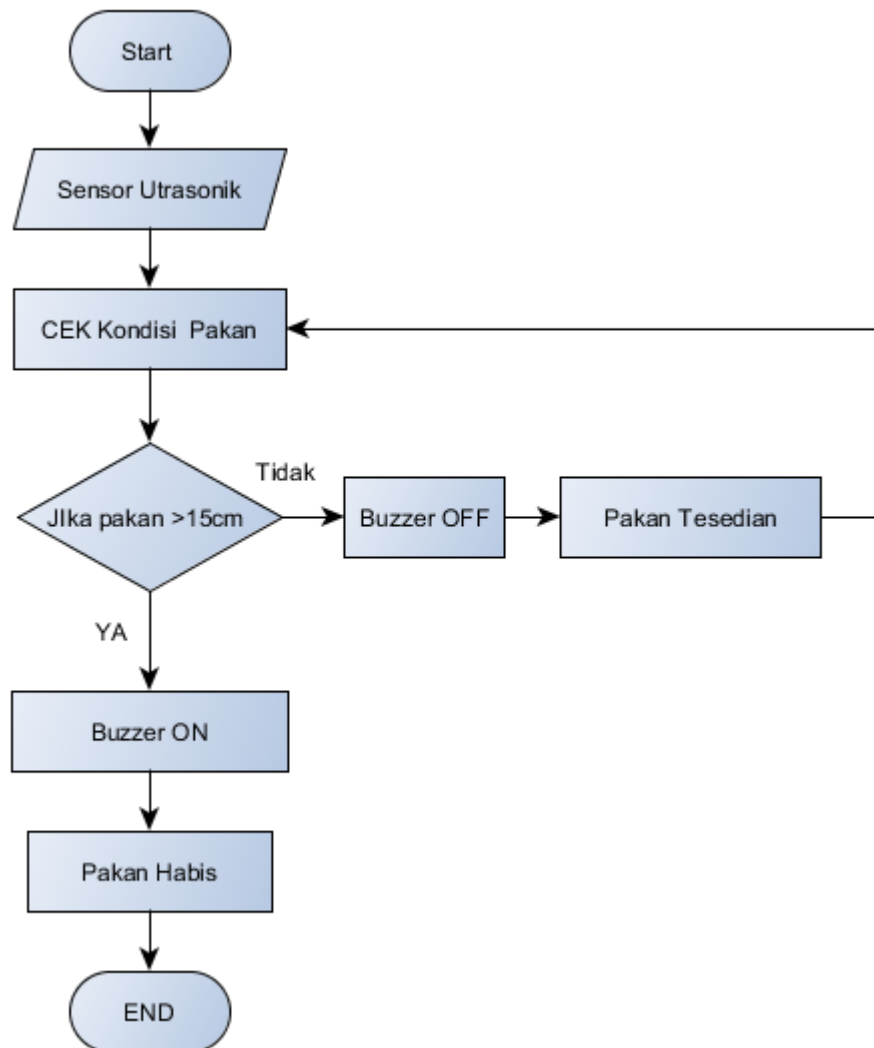 Start
Sensor Utrasonik
CEK Kondisi Pakan
JIka pakan >15cm
Tidak
Buzzer OFF
Pakan Tesedian
YA
Buzzer ON
Pakan Habis
END